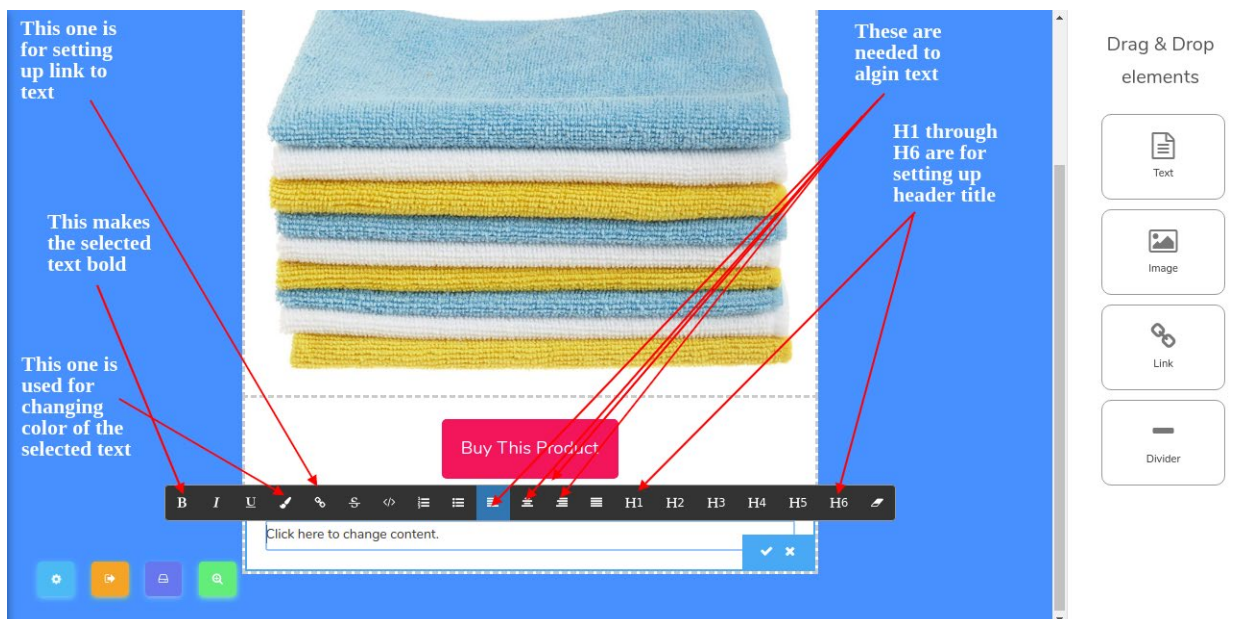 This one is
for setting
up link to
text
This makes
the selected
text bold
This one is
used for
changing
color of the
selected text
These are
needed to
algin text
H1 through
H6 are for
setting up
header title
Buy This Product
B I U S </> H1 H2 H3 H4 H5 H6
Click here to change content.
Drag & Drop
elements
Text
Image
Link
Divider